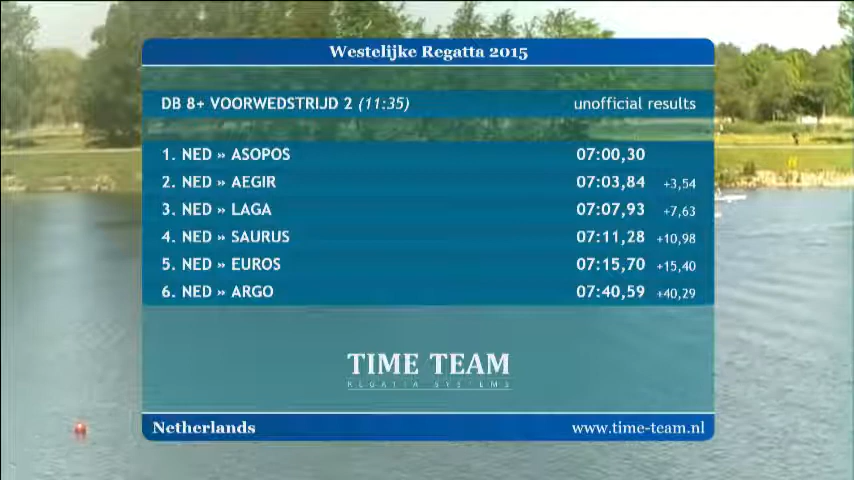 Westelijke Regatta 2015
DB 8+ VOORWEDSTRIJD 2 (11:35) unofficial results
1. NED » ASOPOS 07:00,30
2. NED » AEGIR 07:03,84 +3,54
3. NED » LAGA 07:07,93 +7,63
4. NED » SAURUS 07:11,28 +10,98
5. NED » EUROS 07:15,70 +15,40
6. NED » ARGO 07:40,59 +40,29
TIME TEAM
REGATTA SYSTEMS
Netherlands www.time-team.nl